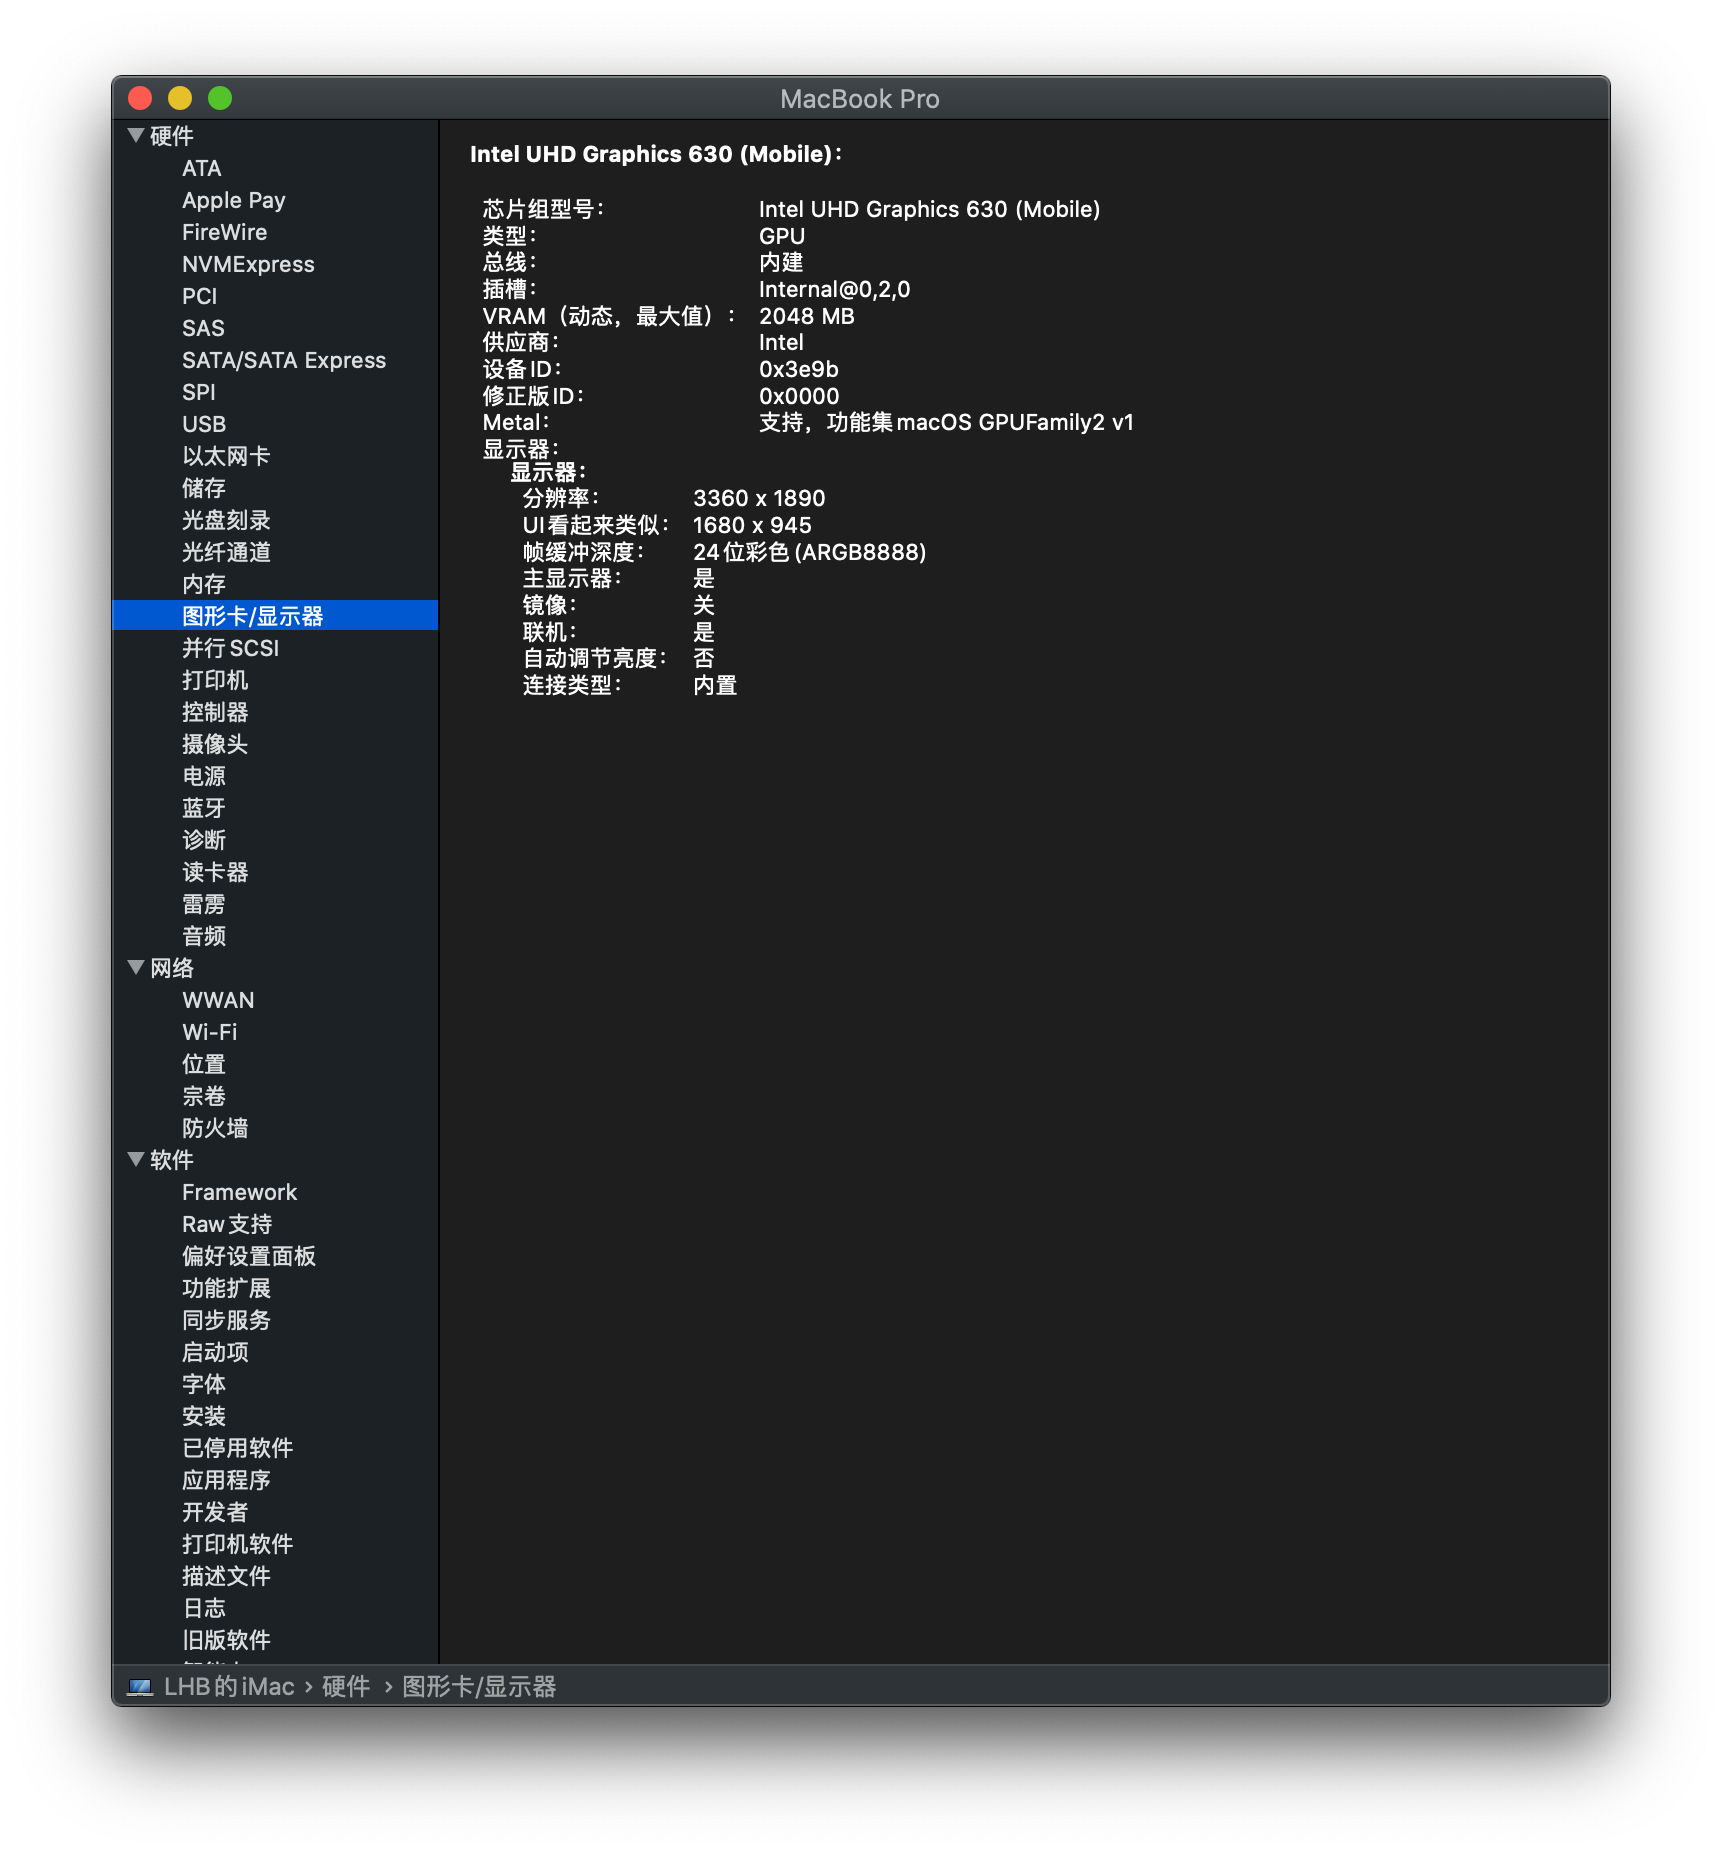 MacBook Pro
硬件
ATA
Apple Pay
FireWire
NVMExpress
PCI
SAS
SATA/SATA Express
SPI
USB
以太网卡
储存
光盘刻录
光纤通道
内存
图形卡/显示器
并行 SCSI
打印机
控制器
摄像头
电源
蓝牙
诊断
读卡器
雷雳
音频
网络
WWAN
Wi-Fi
位置
宗卷
防火墙
软件
Framework
Raw 支持
偏好设置面板
功能扩展
同步服务
启动项
字体
安装
已停用软件
应用程序
开发者
打印机软件
描述文件
日志
旧版软件
Intel UHD Graphics 630 (Mobile)：
芯片组型号： Intel UHD Graphics 630 (Mobile)
类型： GPU
总线： 内建
插槽： Internal@0,2,0
VRAM（动态，最大值）： 2048 MB
供应商： Intel
设备 ID： 0x3e9b
修正版 ID： 0x0000
Metal： 支持，功能集 macOS GPUFamily2 v1
显示器：
显示器：
分辨率： 3360 x 1890
UI 看起来类似： 1680 x 945
帧缓冲深度： 24 位彩色 (ARGB8888)
主显示器： 是
镜像： 关
联机： 是
自动调节亮度： 否
连接类型： 内置
LHB的 iMac › 硬件 › 图形卡/显示器